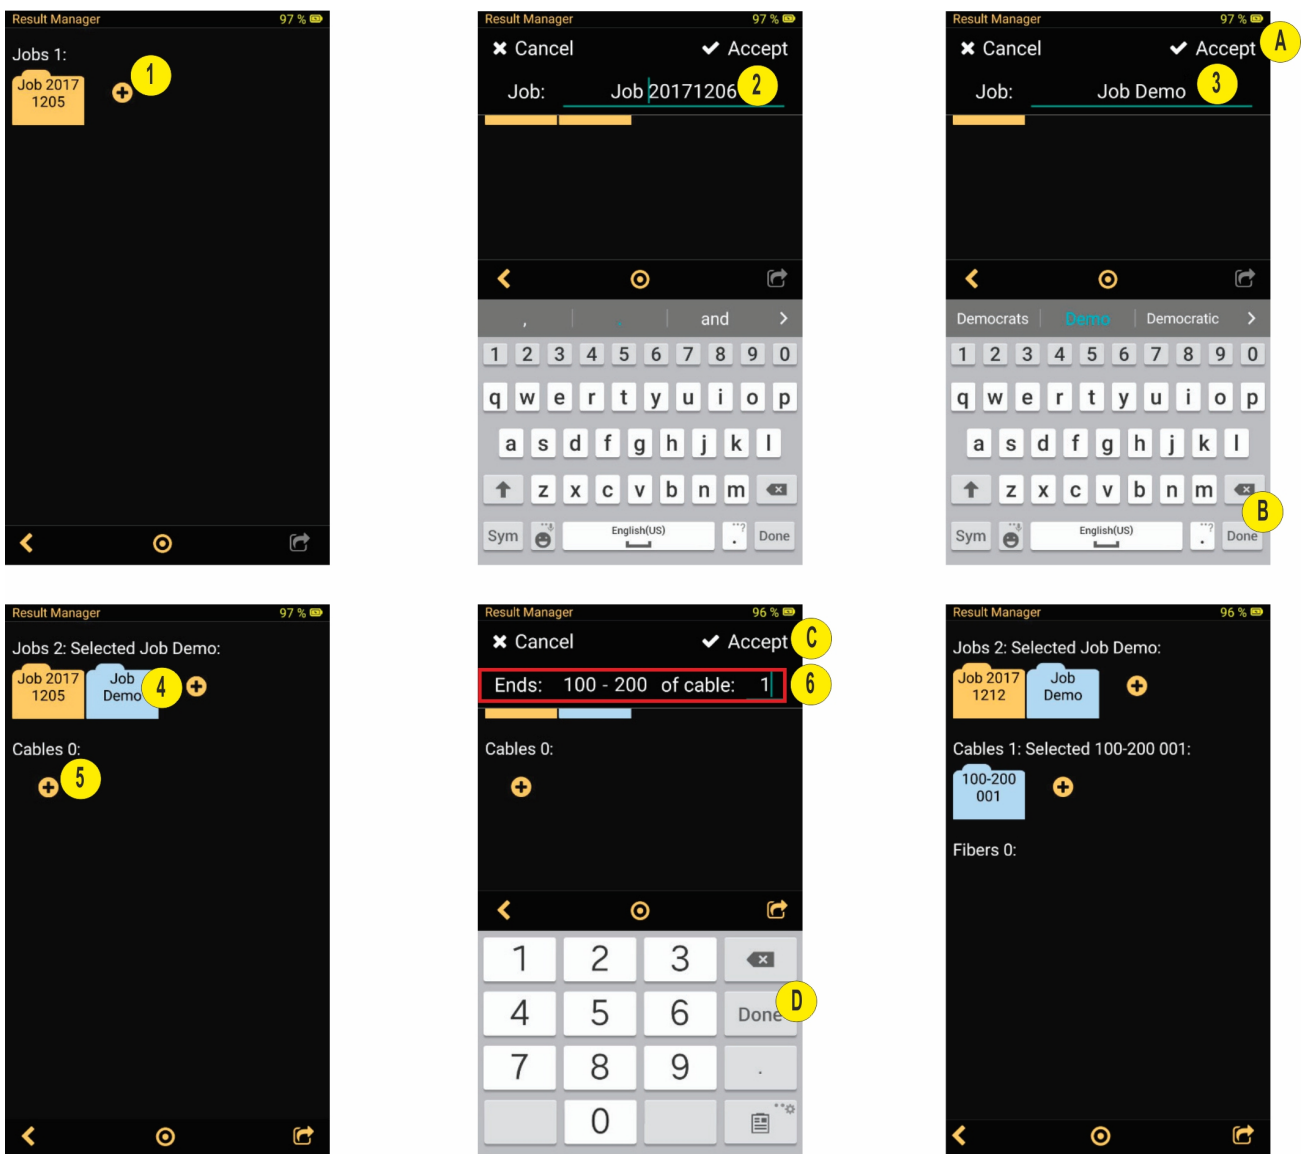 Result Manager 97 %
Jobs 1:
Job 2017
1205
1
Result Manager 97 %
Cancel Accept
Job: Job 20171206
2
, . and >
1 2 3 4 5 6 7 8 9 0
q w e r t y u i o p
a s d f g h j k l
z x c v b n m
Sym English(US) . ? Done
Result Manager 97 %
Cancel Accept A
Job: Job Demo
3
Democrats Demo Democratic >
1 2 3 4 5 6 7 8 9 0
q w e r t y u i o p
a s d f g h j k l
z x c v b n m
B
Sym English(US) . ? Done
Result Manager 97 %
Jobs 2: Selected Job Demo:
Job 2017
1205
Job
Demo
4
Cables 0:
5
Result Manager 96 %
Cancel Accept C
Ends: 100 - 200 of cable: 1
6
Cables 0:
1 2 3
D
4 5 6 Done
7 8 9 .
0
Result Manager 96 %
Jobs 2: Selected Job Demo:
Job 2017
1212
Job
Demo
Cables 1: Selected 100-200 001:
100-200
001
Fibers 0: